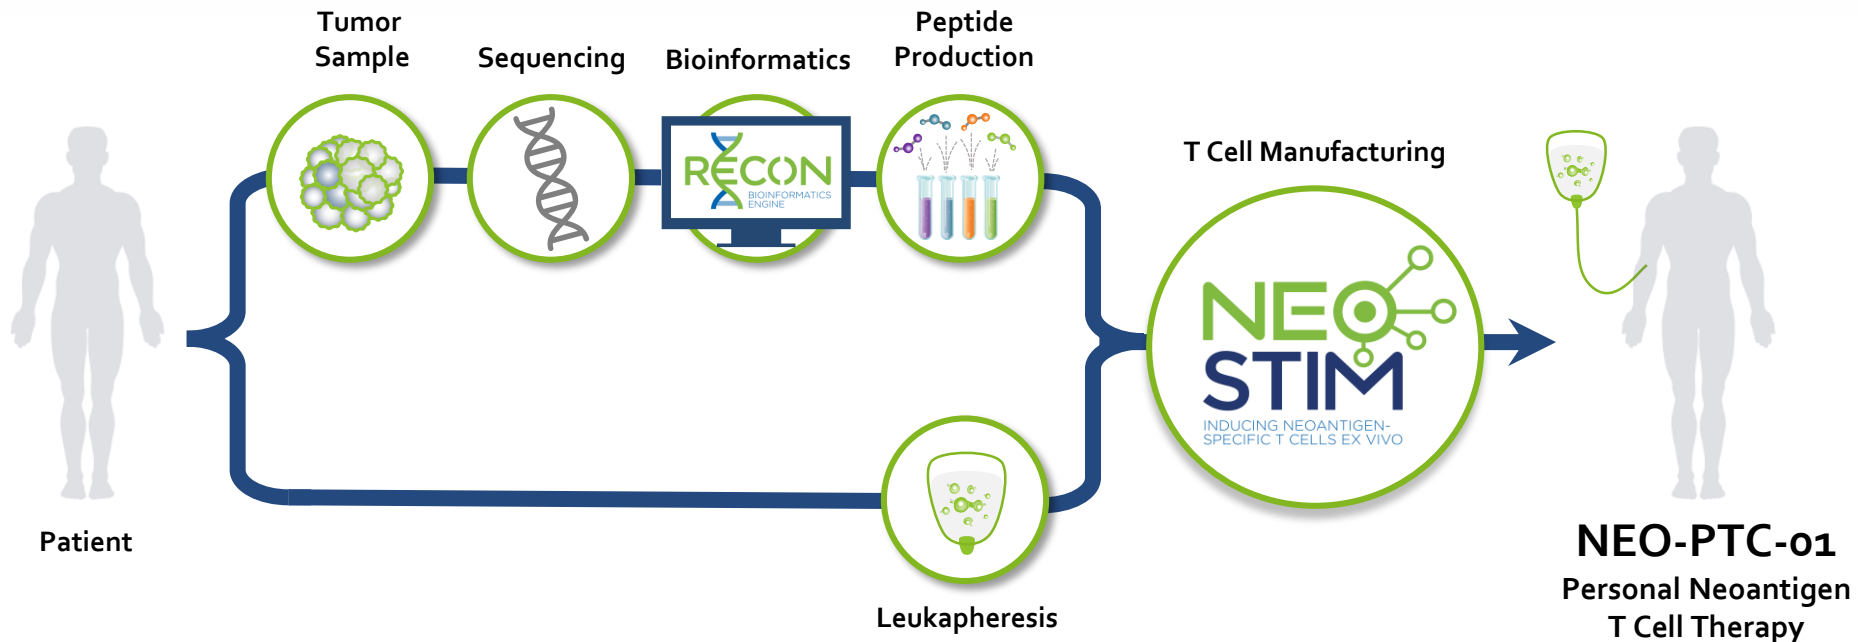 Tumor
Sample
Sequencing
Bioinformatics
Peptide
Production
RECON
BIOINFORMATICS
ENGINE
T Cell Manufacturing
NEO
STIM
INDUCING NEOANTIGEN-
SPECIFIC T CELLS EX VIVO
Patient
Leukapheresis
NEO-PTC-01
Personal Neoantigen
T Cell Therapy